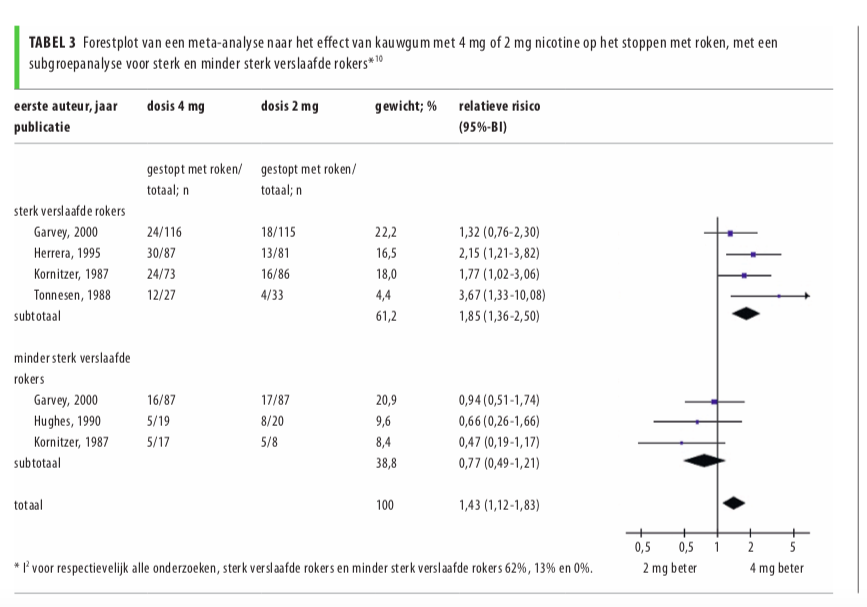 TABEL 3 Forestplot van een meta-analyse naar het effect van kauwgum met 4 mg of 2 mg nicotine op het stoppen met roken, met een
subgroepanalyse voor sterk en minder sterk verslaafde rokers*10
eerste auteur, jaar publicatie dosis 4 mg dosis 2 mg gewicht; % relatieve risico (95%-BI)
gestopt met roken/ gestopt met roken/
totaal; n totaal; n
sterk verslaafde rokers
Garvey, 2000 24/116 18/115 22,2 1,32 (0,76-2,30)
Herrera, 1995 30/87 13/81 16,5 2,15 (1,21-3,82)
Kornitzer, 1987 24/73 16/86 18,0 1,77 (1,02-3,06)
Tonnesen, 1988 12/27 4/33 4,4 3,67 (1,33-10,08)
subtotaal 61,2 1,85 (1,36-2,50)
minder sterk verslaafde
rokers
Garvey, 2000 16/87 17/87 20,9 0,94 (0,51-1,74)
Hughes, 1990 5/19 8/20 9,6 0,66 (0,26-1,66)
Kornitzer, 1987 5/17 5/8 8,4 0,47 (0,19-1,17)
subtotaal 38,8 0,77 (0,49-1,21)
totaal 100 1,43 (1,12-1,83)
0,5 0,5 1 2 5
2 mg beter 4 mg beter
* I2 voor respectievelijk alle onderzoeken, sterk verslaafde rokers en minder sterk verslaafde rokers 62%, 13% en 0%.